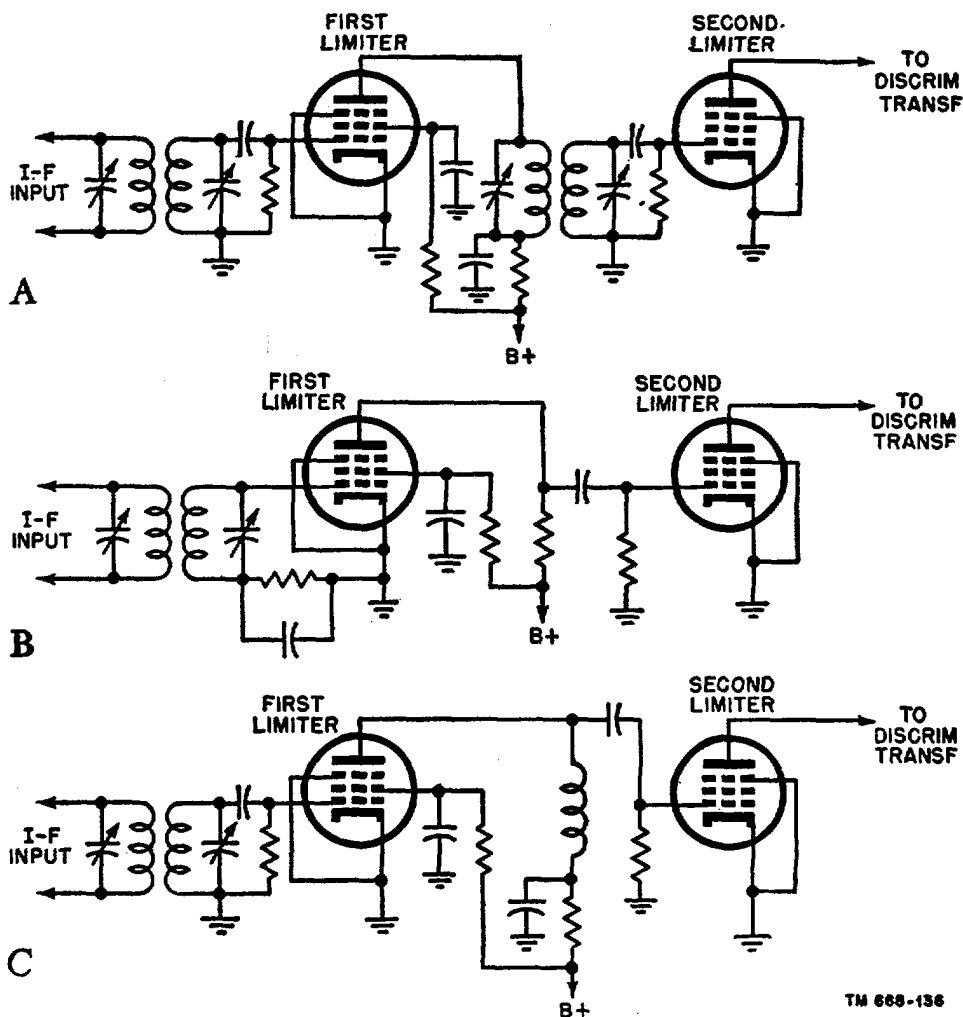 FIRST
LIMITER
SECOND
LIMITER
TO
DISCRIM
TRANSF
I-F
INPUT
A
B+
FIRST
LIMITER
SECOND
LIMITER
TO
DISCRIM
TRANSF
I-F
INPUT
B
B+
FIRST
LIMITER
SECOND
LIMITER
TO
DISCRIM
TRANSF
I-F
INPUT
C
B+
TM 668-136